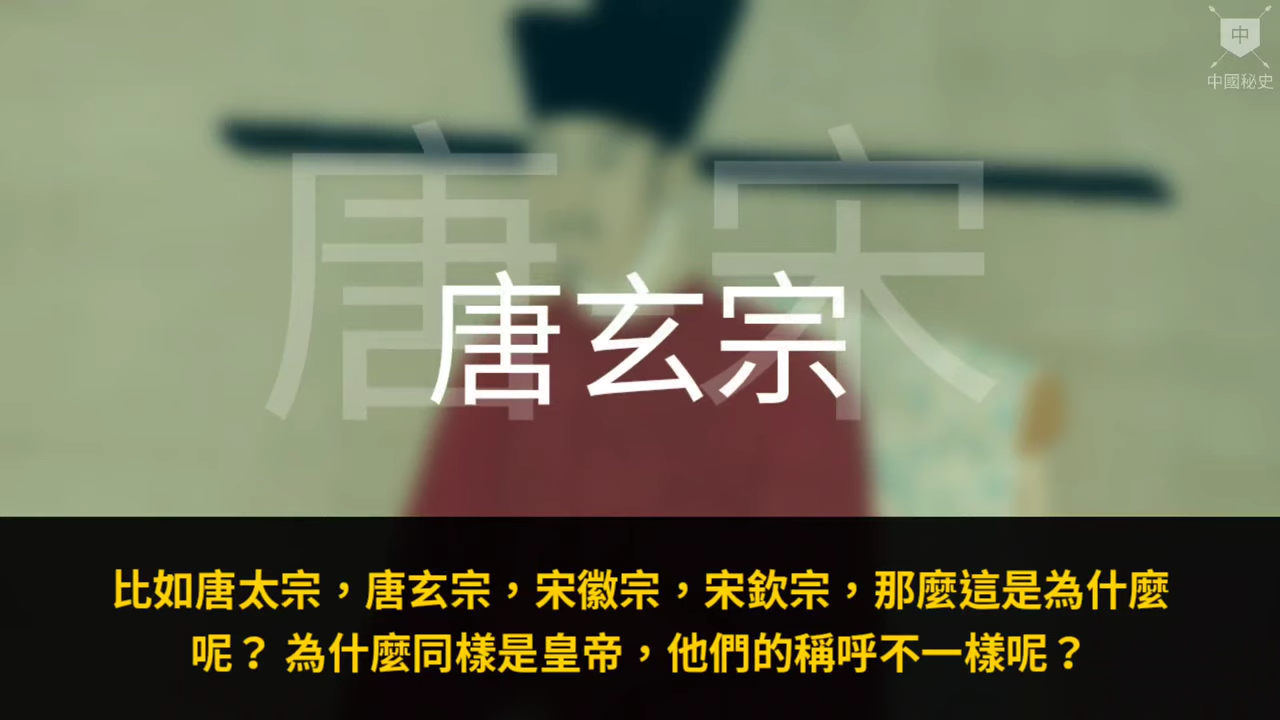 中
中國秘史
唐 宋
唐玄宗
比如唐太宗，唐玄宗，宋徽宗，宋欽宗，那麼這是為什麼
呢？ 為什麼同樣是皇帝，他們的稱呼不一樣呢？